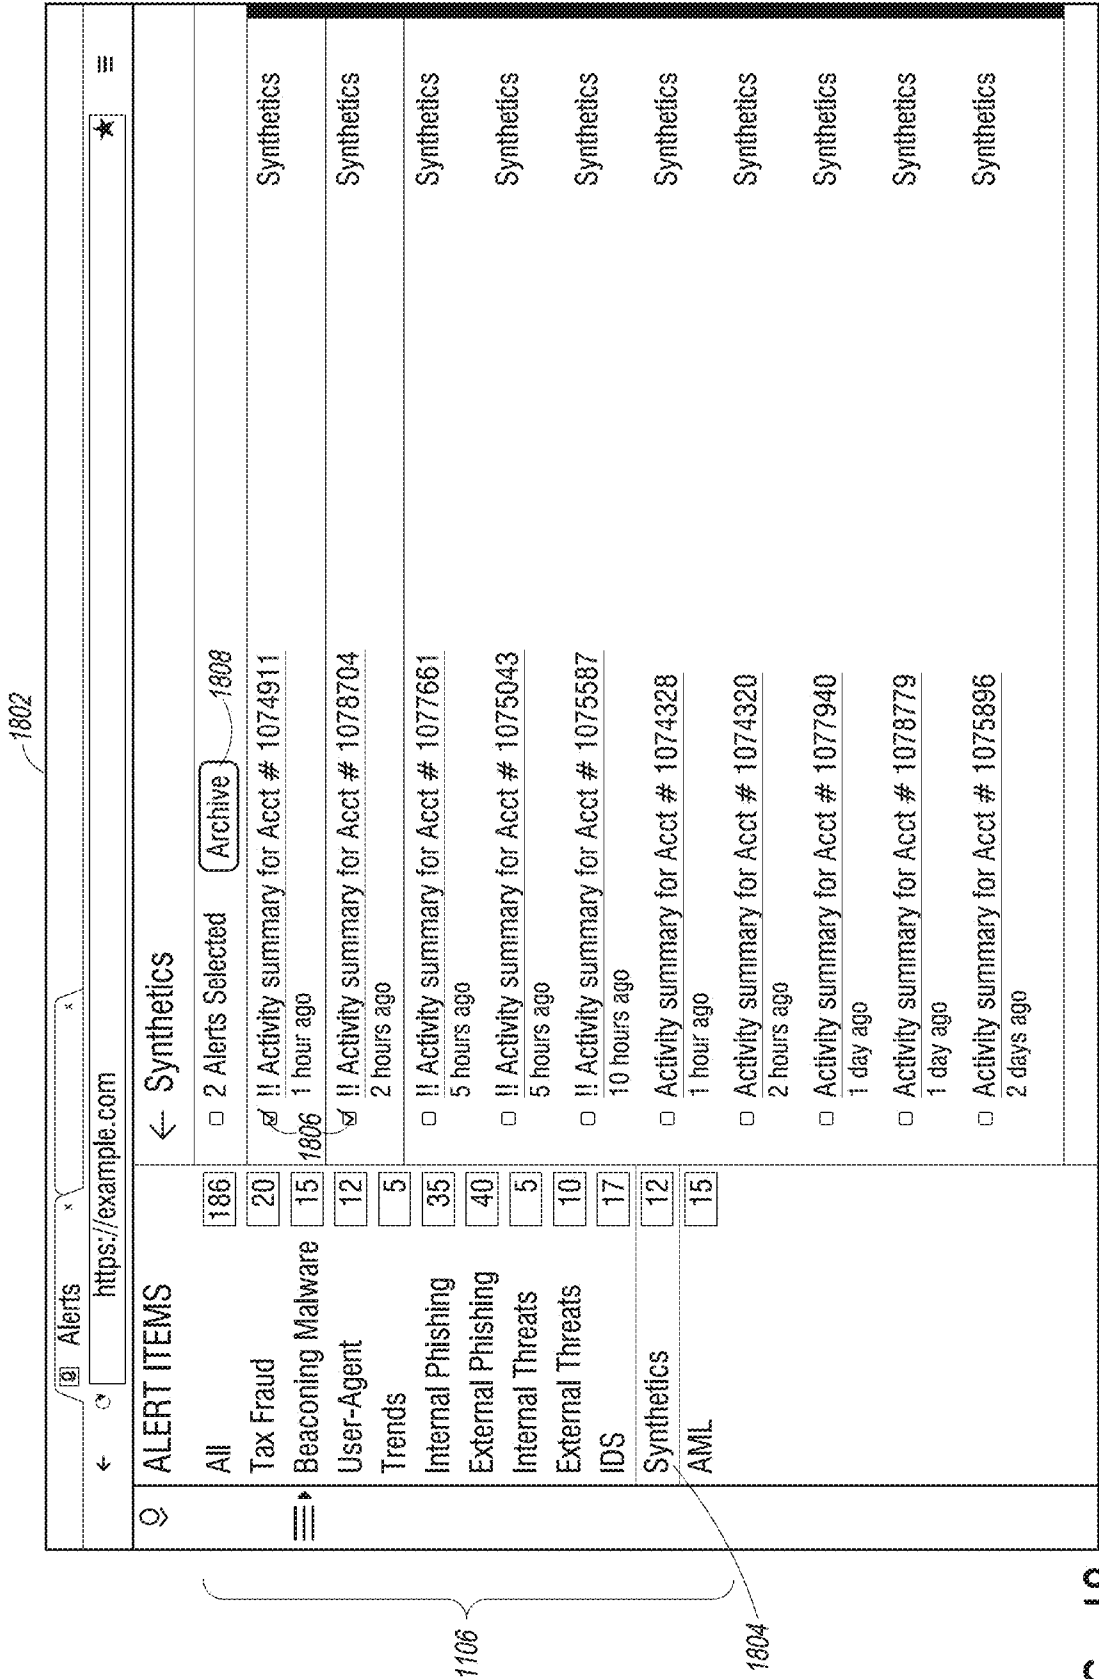 1802
Alerts x x
https://example.com
ALERT ITEMS
All 186
Tax Fraud 20
Beaconing Malware 15
User-Agent 12
Trends 5
Internal Phishing 35
External Phishing 40
Internal Threats 5
External Threats 10
IDS 17
Synthetics 12
AML 15
1106
1804
← Synthetics
2 Alerts Selected Archive 1808
!! Activity summary for Acct # 1074911 Synthetics
1 hour ago
1806
!! Activity summary for Acct # 1078704 Synthetics
2 hours ago
!! Activity summary for Acct # 1077661 Synthetics
5 hours ago
!! Activity summary for Acct # 1075043 Synthetics
5 hours ago
!! Activity summary for Acct # 1075587 Synthetics
10 hours ago
Activity summary for Acct # 1074328 Synthetics
1 hour ago
Activity summary for Acct # 1074320 Synthetics
2 hours ago
Activity summary for Acct # 1077940 Synthetics
1 day ago
Activity summary for Acct # 1078779 Synthetics
1 day ago
Activity summary for Acct # 1075896 Synthetics
2 days ago